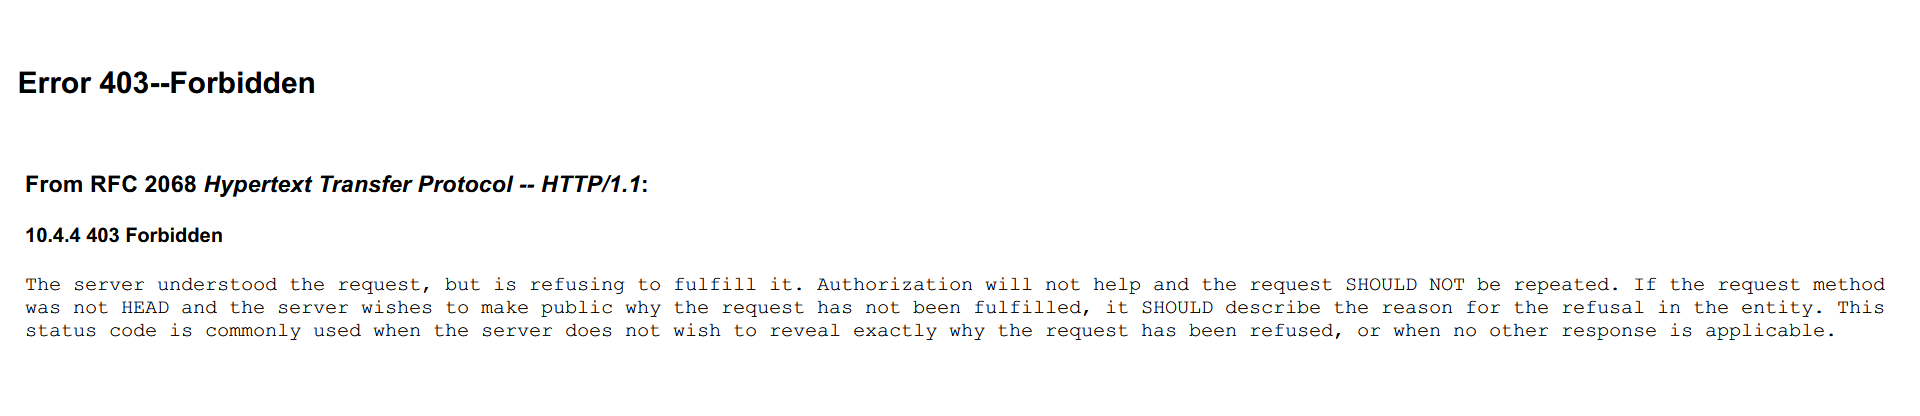 Error 403--Forbidden
From RFC 2068 Hypertext Transfer Protocol -- HTTP/1.1:
10.4.4 403 Forbidden
The server understood the request, but is refusing to fulfill it. Authorization will not help and the request SHOULD NOT be repeated. If the request method
was not HEAD and the server wishes to make public why the request has not been fulfilled, it SHOULD describe the reason for the refusal in the entity. This
status code is commonly used when the server does not wish to reveal exactly why the request has been refused, or when no other response is applicable.